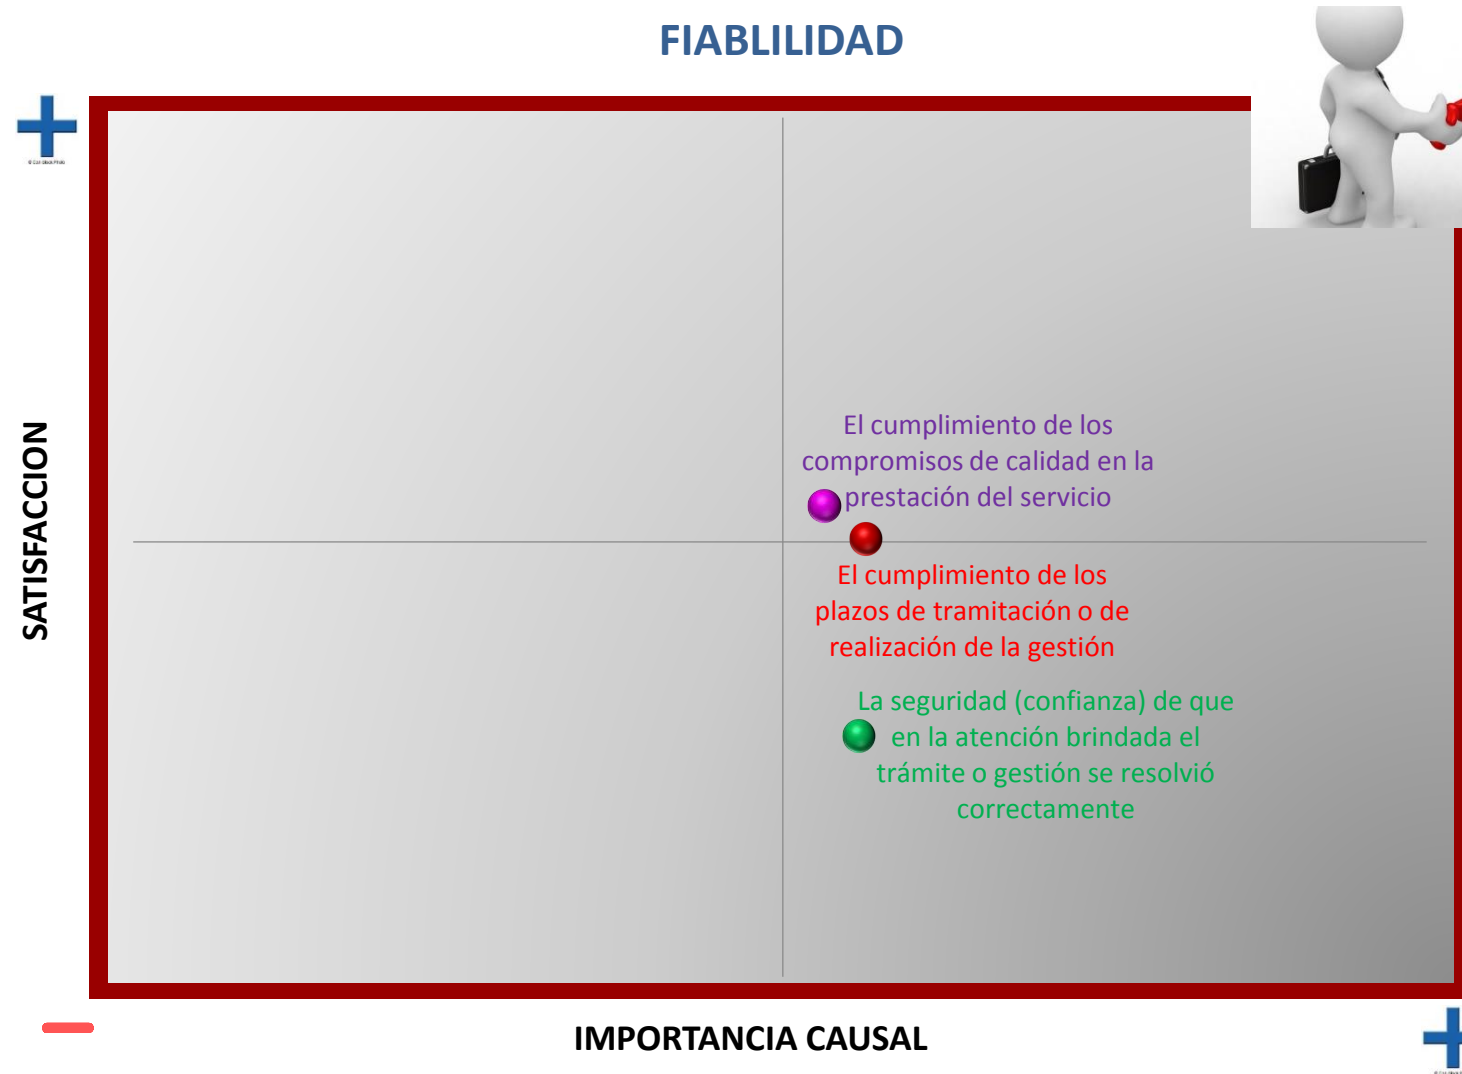 FIABLILIDAD
SATISFACCION
El cumplimiento de los
compromisos de calidad en la
prestación del servicio
El cumplimiento de los
plazos de tramitación o de
realización de la gestión
La seguridad (confianza) de que
en la atención brindada el
trámite o gestión se resolvió
correctamente
IMPORTANCIA CAUSAL